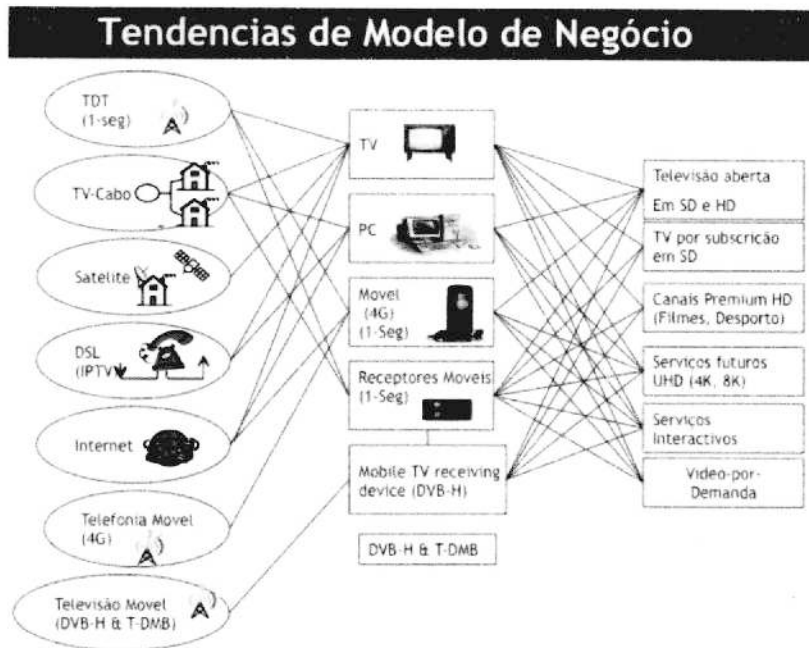 Tendencias de Modelo de Negócio
TDT
(1-seg)
TV-Cabo
Satelite
DSL
(IPTV)
Internet
Telefonia Movel
(4G)
Televisão Movel
(DVB-H & T-DMB)
TV
PC
Movel
(4G)
(1-Seg)
Receptores Moveis
(1-Seg)
Mobile TV receiving
device (DVB-H)
DVB-H & T-DMB
Televisão aberta
Em SD e HD
TV por subscrição
em SD
Canais Premium HD
(Filmes, Desporto)
Serviços futuros
UHD (4K, 8K)
Serviços
Interactivos
Video-por-
Demanda